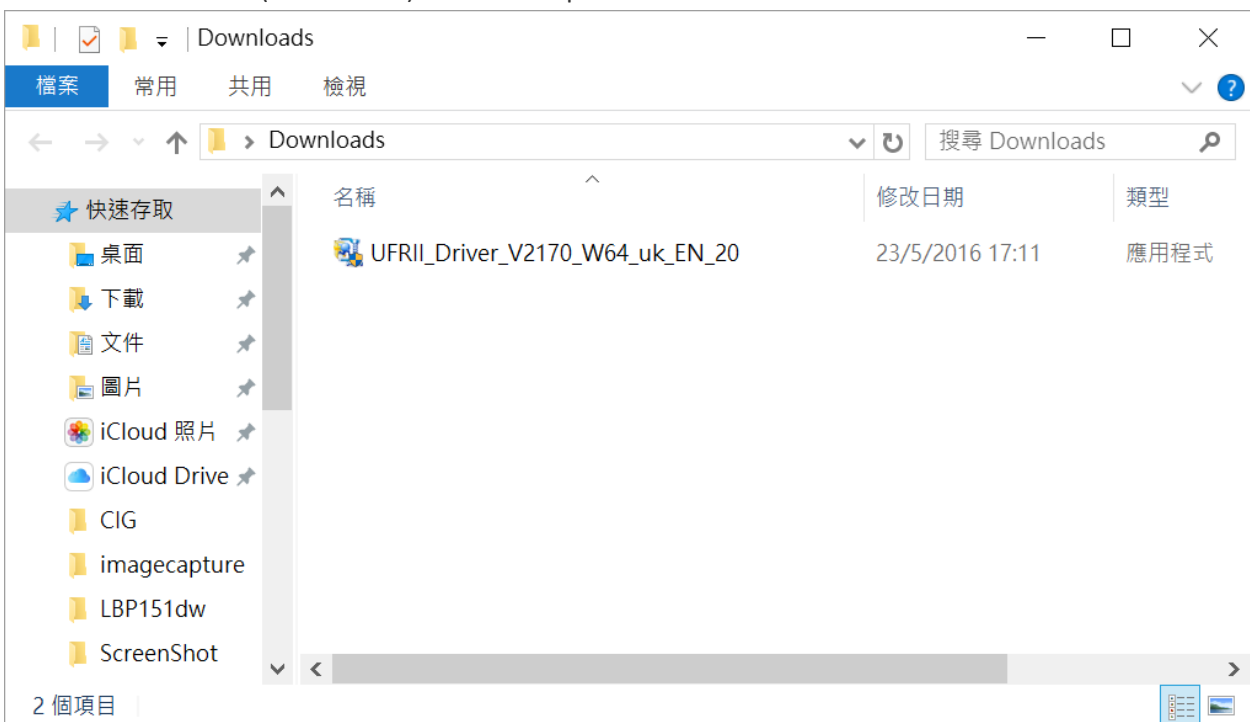 Downloads
檔案 常用 共用 檢視
Downloads 搜尋 Downloads
名稱 修改日期 類型
快速存取
UFRII_Driver_V2170_W64_uk_EN_20 23/5/2016 17:11 應用程式
桌面
下載
文件
圖片
iCloud 照片
iCloud Drive
CIG
imagecapture
LBP151dw
ScreenShot
2 個項目